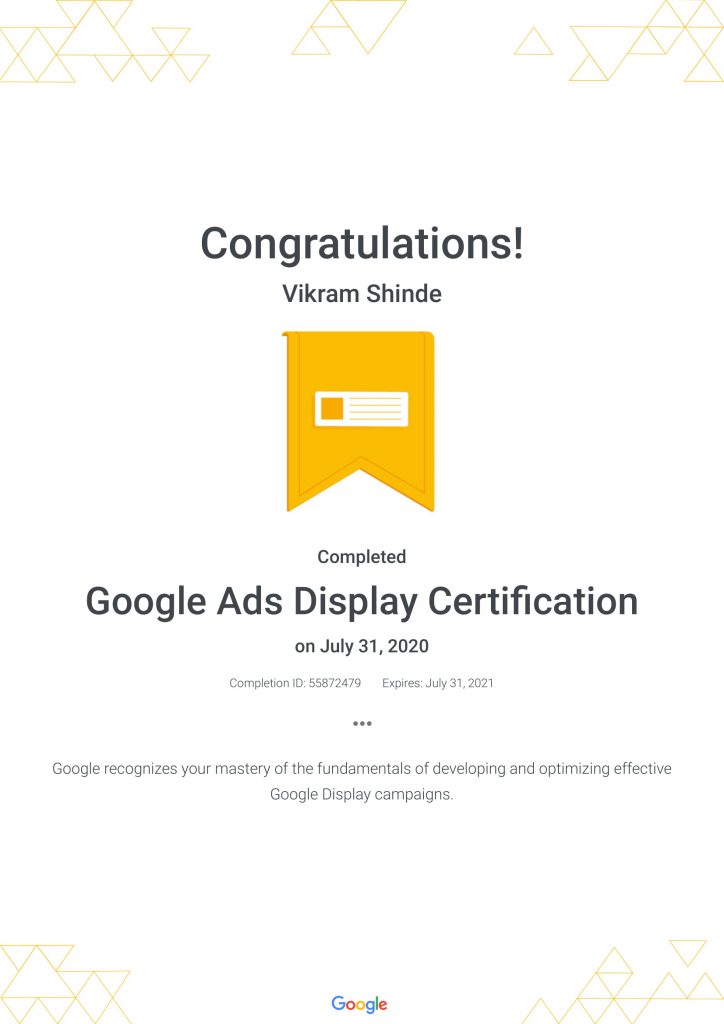 Congratulations!
Vikram Shinde
Completed
Google Ads Display Certification
on July 31, 2020
Completion ID: 55872479 Expires: July 31, 2021
•••
Google recognizes your mastery of the fundamentals of developing and optimizing effective
Google Display campaigns.
Google